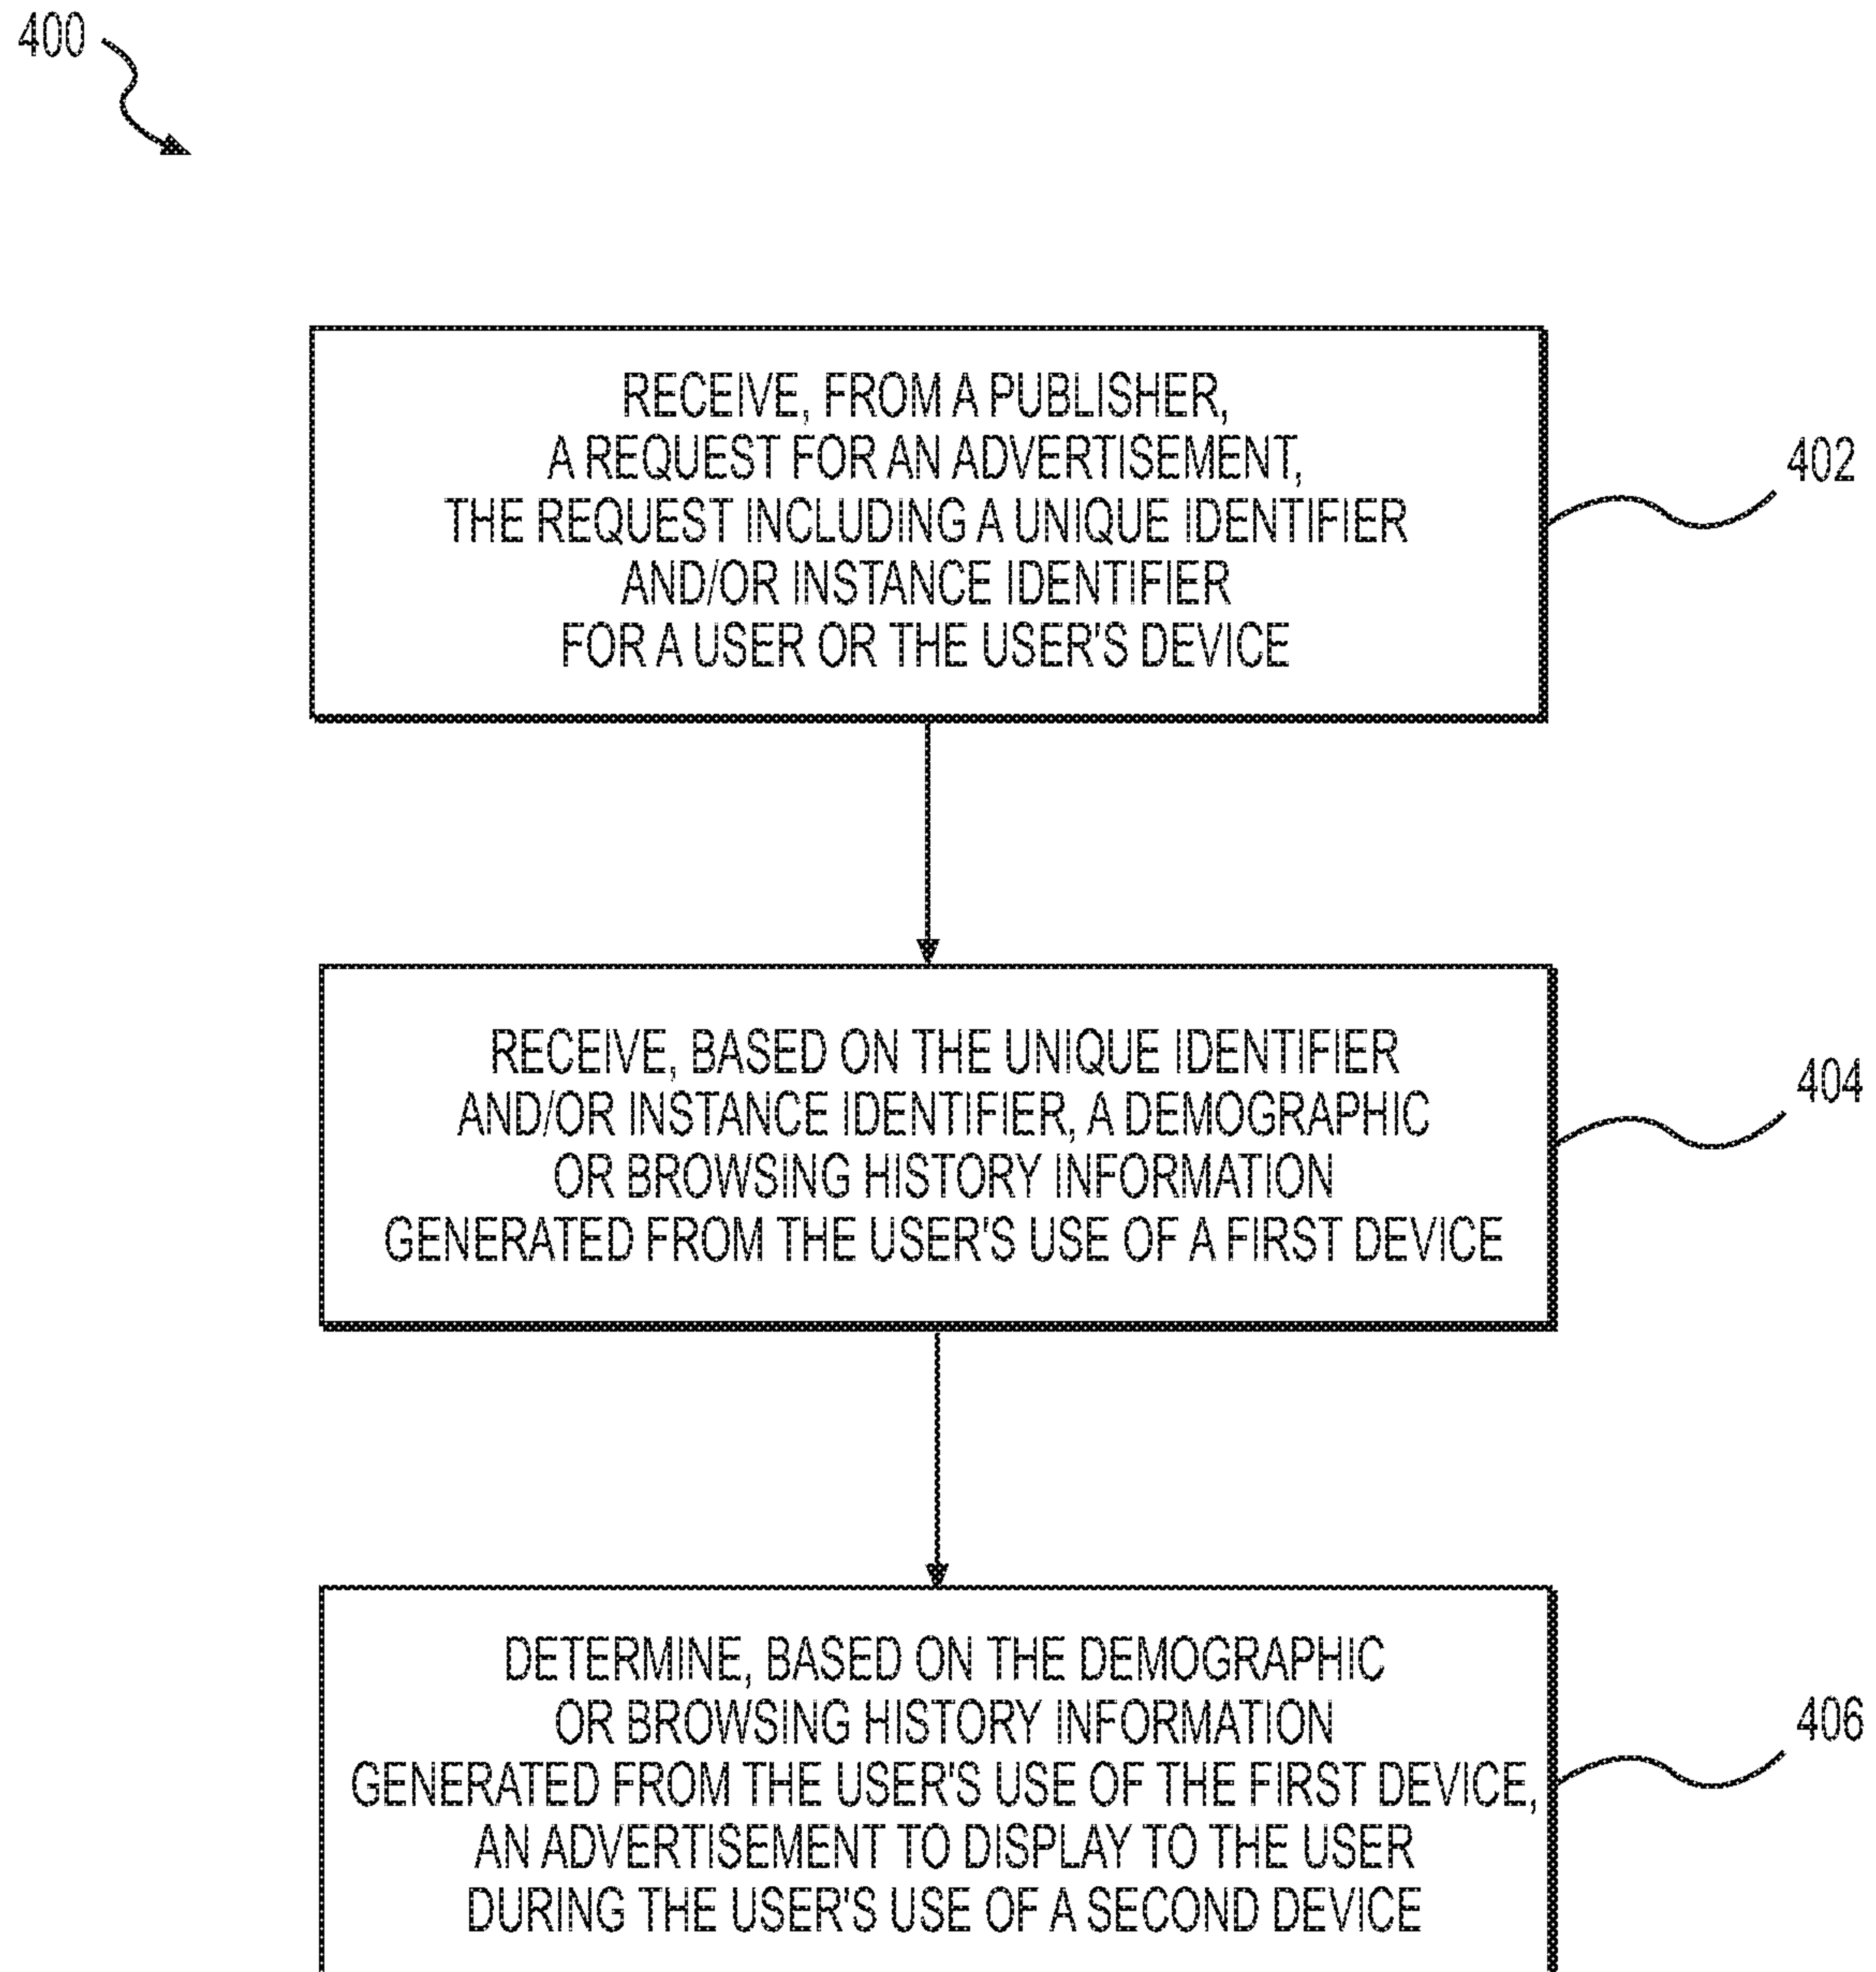 400
RECEIVE, FROM A PUBLISHER,
A REQUEST FOR AN ADVERTISEMENT,
THE REQUEST INCLUDING A UNIQUE IDENTIFIER
AND/OR INSTANCE IDENTIFIER
FOR A USER OR THE USER'S DEVICE
402
RECEIVE, BASED ON THE UNIQUE IDENTIFIER
AND/OR INSTANCE IDENTIFIER, A DEMOGRAPHIC
OR BROWSING HISTORY INFORMATION
GENERATED FROM THE USER'S USE OF A FIRST DEVICE
404
DETERMINE, BASED ON THE DEMOGRAPHIC
OR BROWSING HISTORY INFORMATION
GENERATED FROM THE USER'S USE OF THE FIRST DEVICE,
AN ADVERTISEMENT TO DISPLAY TO THE USER
DURING THE USER'S USE OF A SECOND DEVICE
406